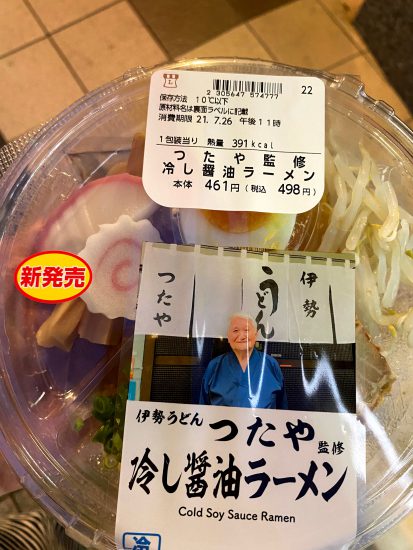 L
2 305647 574777
22
保存方法 10℃以下
原材料名は裏面ラベルに記載
消費期限 21. 7.26 午後11時
1包装当り 熱量 391kcal
つたや監修
冷し醤油ラーメン
本体 461円(税込 498円)
新発売
つたや
うどん
伊勢
伊勢うどん つたや 監修
冷し醤油ラーメン
Cold Soy Sauce Ramen
冷